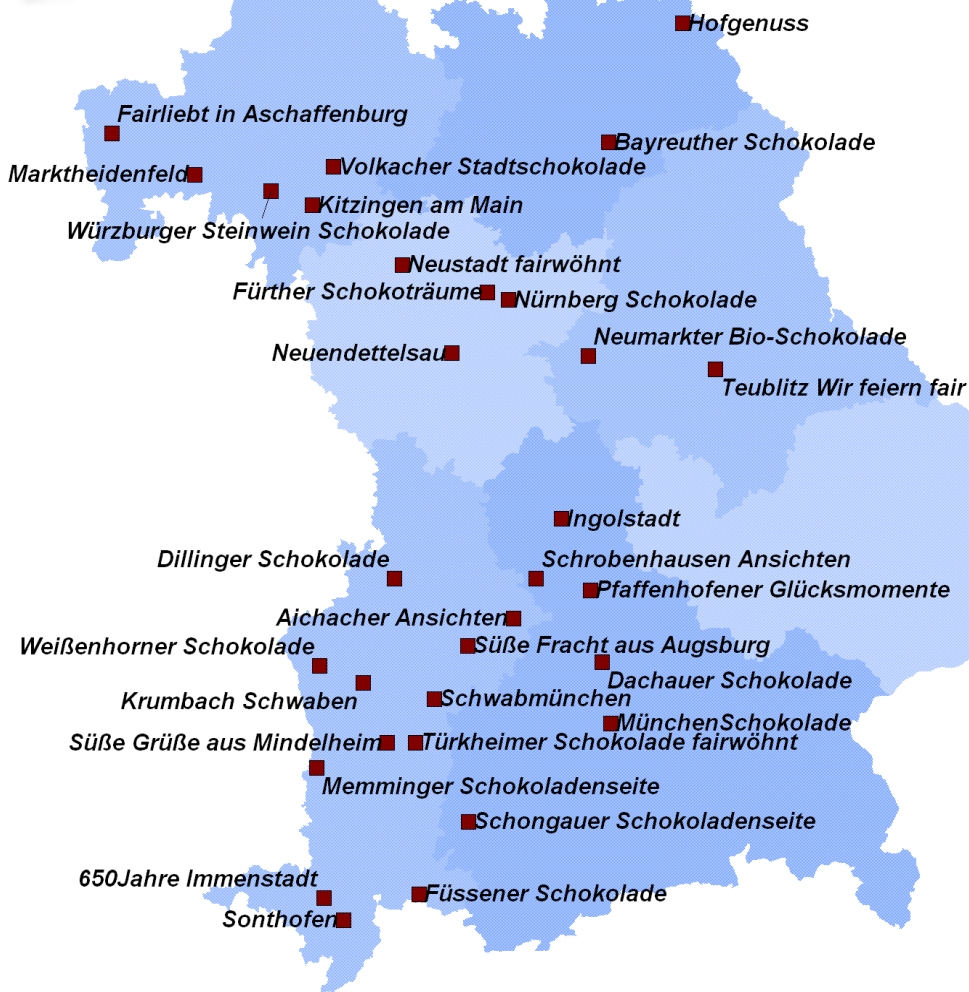 Hofgenuss
Fairliebt in Aschaffenburg
Bayreuther Schokolade
Volkacher Stadtschokolade
Marktheidenfeld
Kitzingen am Main
Würzburger Steinwein Schokolade
Neustadt fairwöhnt
Fürther Schokoträume
Nürnberg Schokolade
Neumarkter Bio-Schokolade
Neuendettelsau
Teublitz Wir feiern fair
Ingolstadt
Dillinger Schokolade
Schrobenhausen Ansichten
Pfaffenhofener Glücksmomente
Aichacher Ansichten
Weißenhorner Schokolade
Süße Fracht aus Augsburg
Dachauer Schokolade
Krumbach Schwaben
Schwabmünchen
MünchenSchokolade
Süße Grüße aus Mindelheim
Türkheimer Schokolade fairwöhnt
Memminger Schokoladenseite
Schongauer Schokoladenseite
650Jahre Immenstadt
Füssener Schokolade
Sonthofen